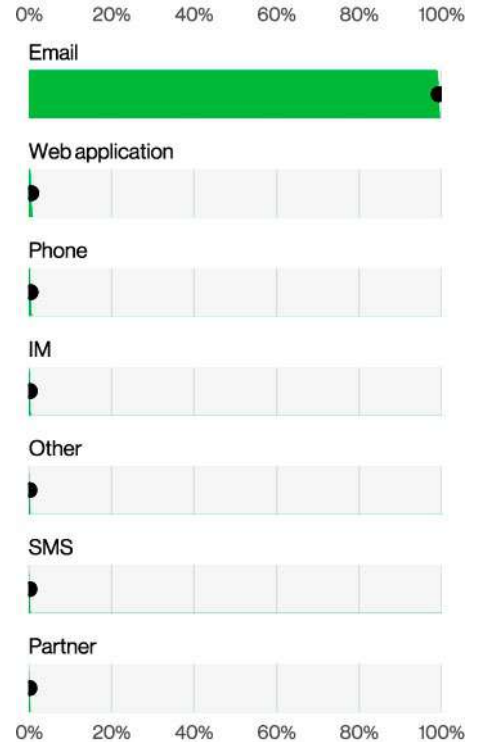 0% 20% 40% 60% 80% 100%
Email
Web application
Phone
IM
Other
SMS
Partner
0% 20% 40% 60% 80% 100%